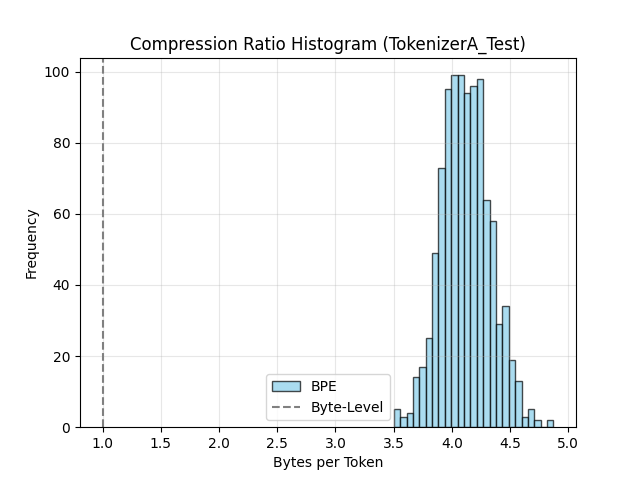 Compression Ratio Histogram (TokenizerA_Test)
Frequency
100
80
60
40
20
0
BPE
Byte-Level
1.0 1.5 2.0 2.5 3.0 3.5 4.0 4.5 5.0
Bytes per Token